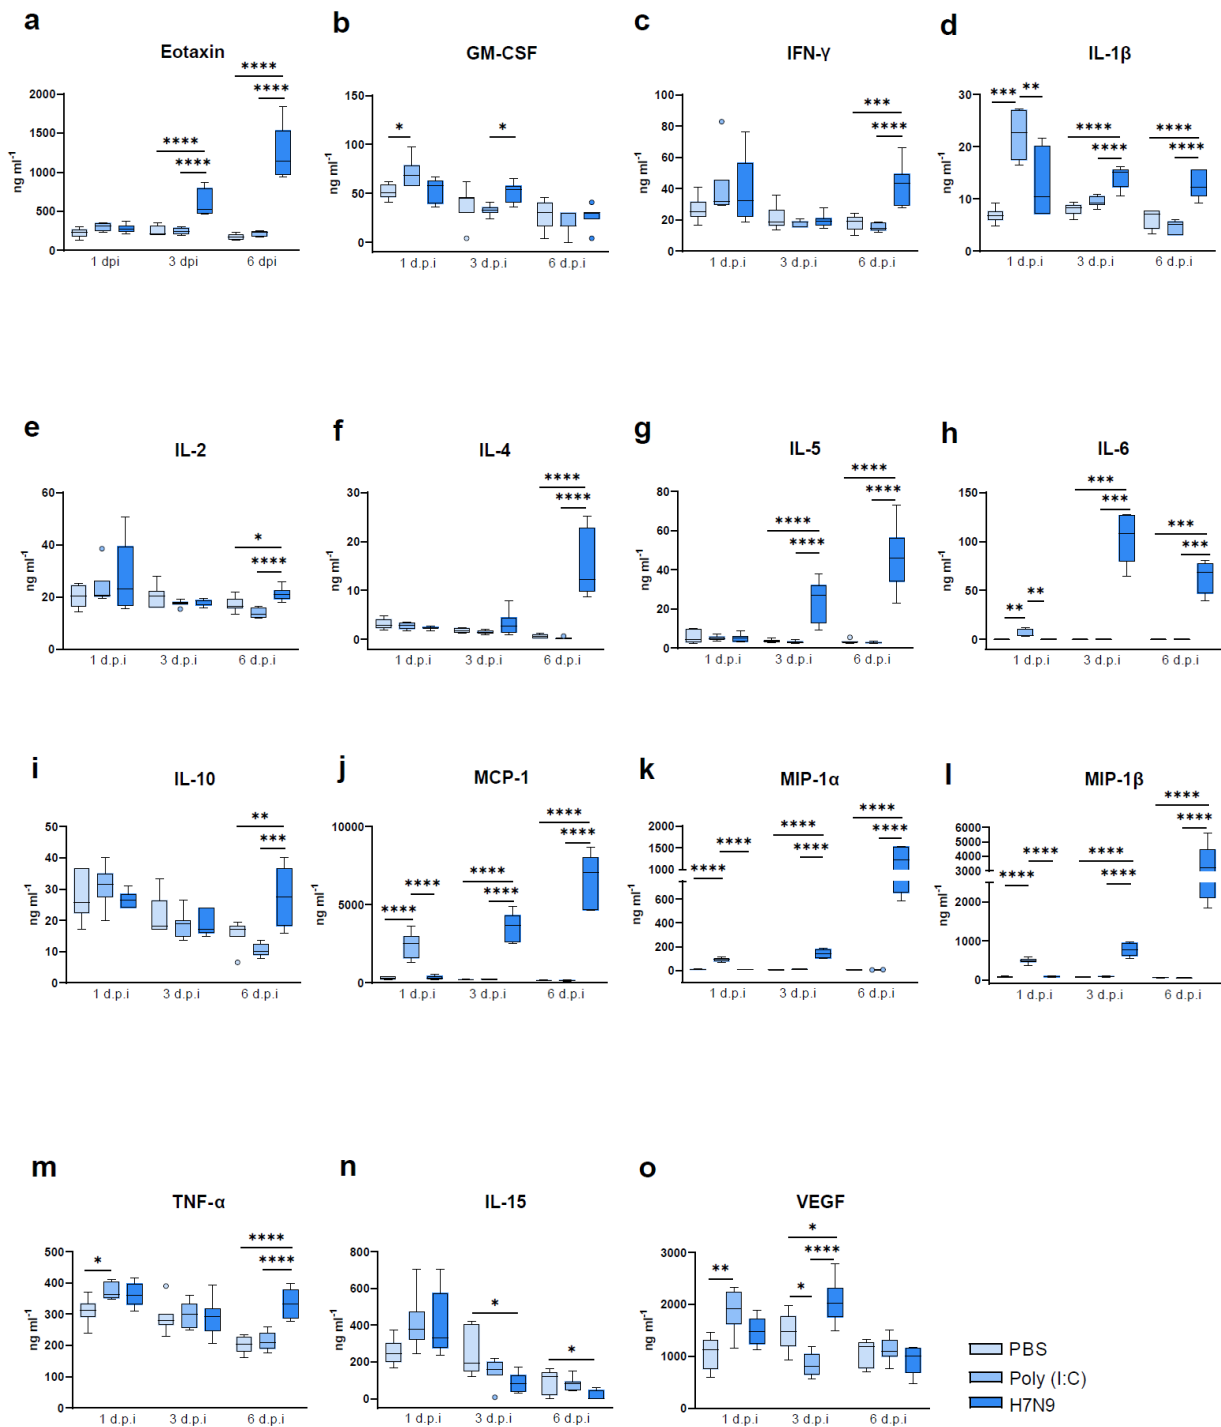 a b c d
Eotaxin GM-CSF IFN-γ IL-1β
**** **** **** ****
ng ml-1
2000
1500
1000
500
0
1 dpi 3 dpi 6 dpi
* *
ng ml-1
150
100
50
0
1 d.p.i 3 d.p.i 6 d.p.i
*** ****
ng ml-1
100
80
60
40
20
0
1 d.p.i 3 d.p.i 6 d.p.i
*** ** **** **** **** ****
ng ml-1
30
20
10
0
1 d.p.i 3 d.p.i 6 d.p.i
e f g h
IL-2 IL-4 IL-5 IL-6
* ****
ng ml-1
60
40
20
0
1 d.p.i 3 d.p.i 6 d.p.i
**** ****
ng ml-1
30
20
10
0
1 d.p.i 3 d.p.i 6 d.p.i
**** **** **** ****
ng ml-1
80
60
40
20
0
1 d.p.i 3 d.p.i 6 d.p.i
** ** *** *** *** ***
ng ml-1
150
100
50
0
1 d.p.i 3 d.p.i 6 d.p.i
i j k l
IL-10 MCP-1 MIP-1α MIP-1β
** ***
ng ml-1
50
40
30
20
10
0
1 d.p.i 3 d.p.i 6 d.p.i
**** **** **** **** **** ****
ng ml-1
10000
5000
0
1 d.p.i 3 d.p.i 6 d.p.i
**** **** **** **** **** ****
ng ml-1
2000
1500
1000
600
400
200
0
1 d.p.i 3 d.p.i 6 d.p.i
**** **** **** **** **** ****
ng ml-1
6000
5000
4000
3000
2000
1000
0
1 d.p.i 3 d.p.i 6 d.p.i
m n o
TNF-α IL-15 VEGF
* **** ****
ng ml-1
500
400
300
200
100
0
1 d.p.i 3 d.p.i 6 d.p.i
* *
ng ml-1
800
600
400
200
0
1 d.p.i 3 d.p.i 6 d.p.i
** * * ****
ng ml-1
3000
2000
1000
0
1 d.p.i 3 d.p.i 6 d.p.i
PBS
Poly (I:C)
H7N9